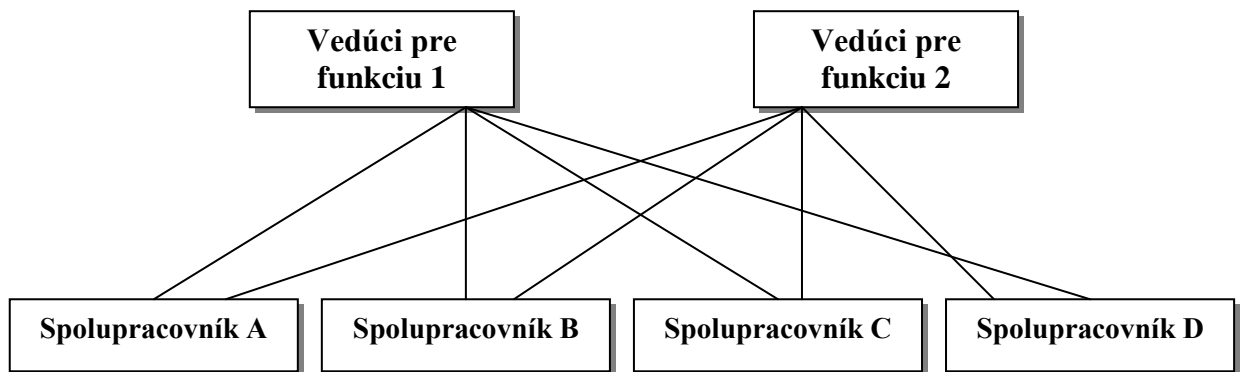 Vedúci pre
funkciu 1
Vedúci pre
funkciu 2
Spolupracovník A
Spolupracovník B
Spolupracovník C
Spolupracovník D